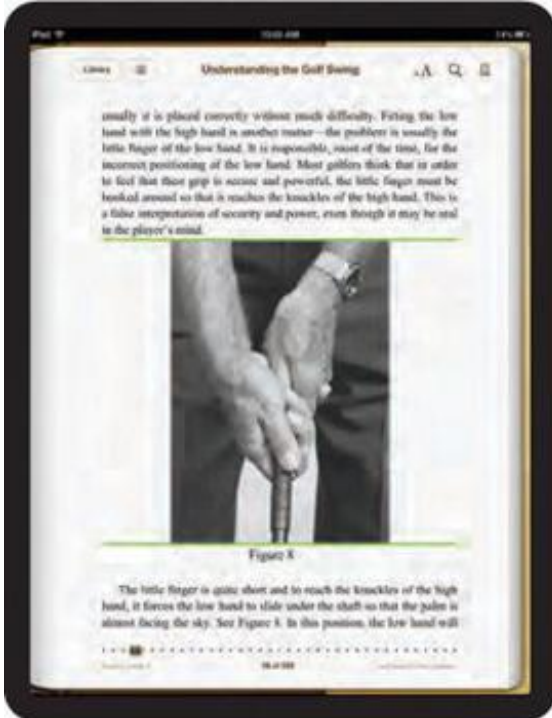 iPad
10:00 AM
Library
Understanding the Golf Swing
AA
usually it is placed correctly without much difficulty. Fitting the low
hand with the high hand is another matter—the problem is usually the
little finger of the low hand. It is responsible, most of the time, for the
incorrect positioning of the low hand. Most golfers think that in order
to feel that their grip is secure and powerful, the little finger must be
hooked around so that is reaches the knuckles of the high hand. This is
a false interpretation of security and power, even though it may be real
in the player's mind.
Figure 8
The little finger is quite short and to reach the knuckles of the high
hand, it forces the low hand to slide under the shaft so that the palm is
almost facing the sky. See Figure 8. In this position, the low hand will